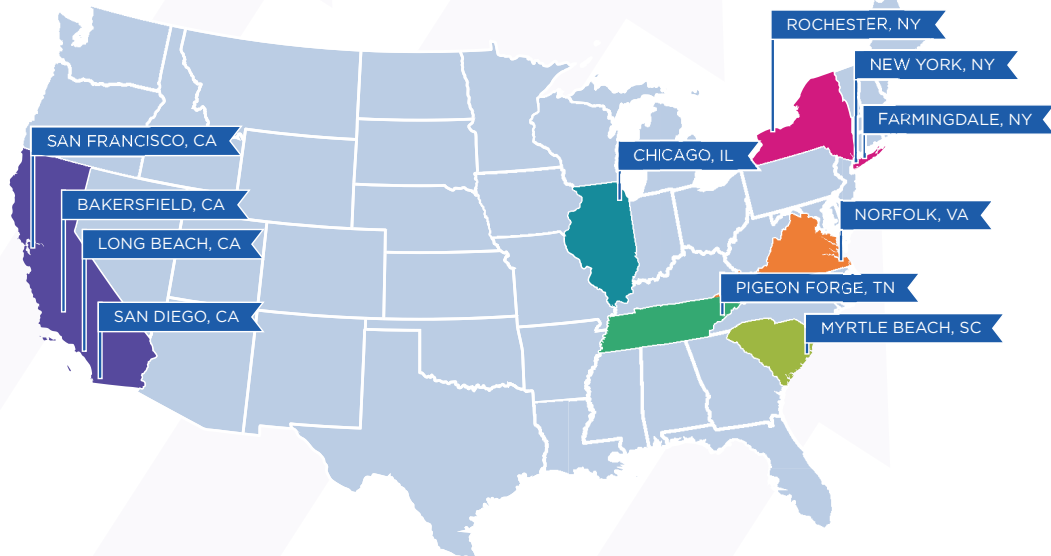 ROCHESTER, NY
NEW YORK, NY
FARMINGDALE, NY
SAN FRANCISCO, CA
CHICAGO, IL
BAKERSFIELD, CA
NORFOLK, VA
LONG BEACH, CA
PIGEON FORGE, TN
SAN DIEGO, CA
MYRTLE BEACH, SC